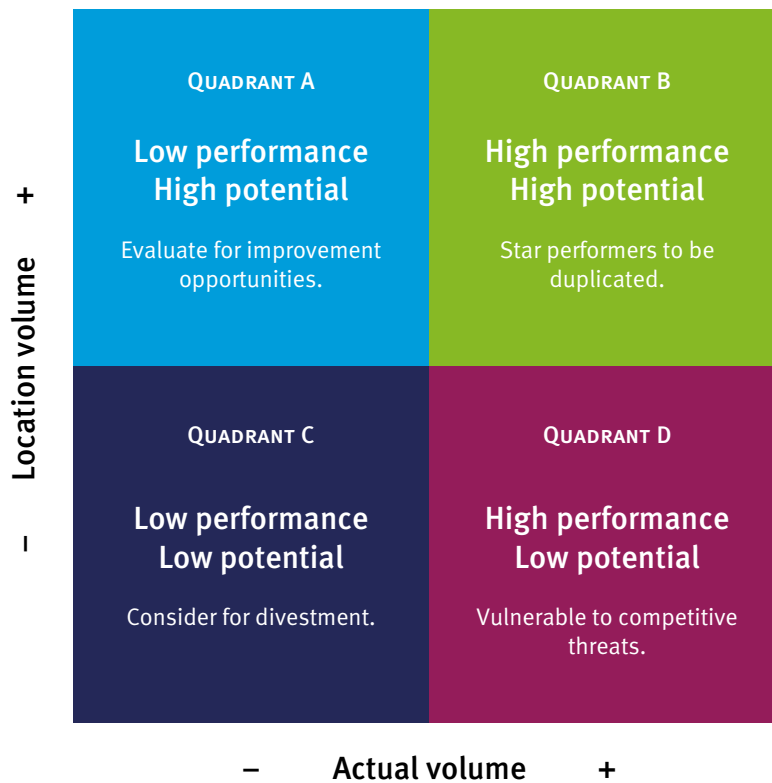 QUADRANT A
Low performance
High potential
Evaluate for improvement
opportunities.
QUADRANT B
High performance
High potential
Star performers to be
duplicated.
QUADRANT C
Low performance
Low potential
Consider for divestment.
QUADRANT D
High performance
Low potential
Vulnerable to competitive
threats.
– Location volume +
– Actual volume +